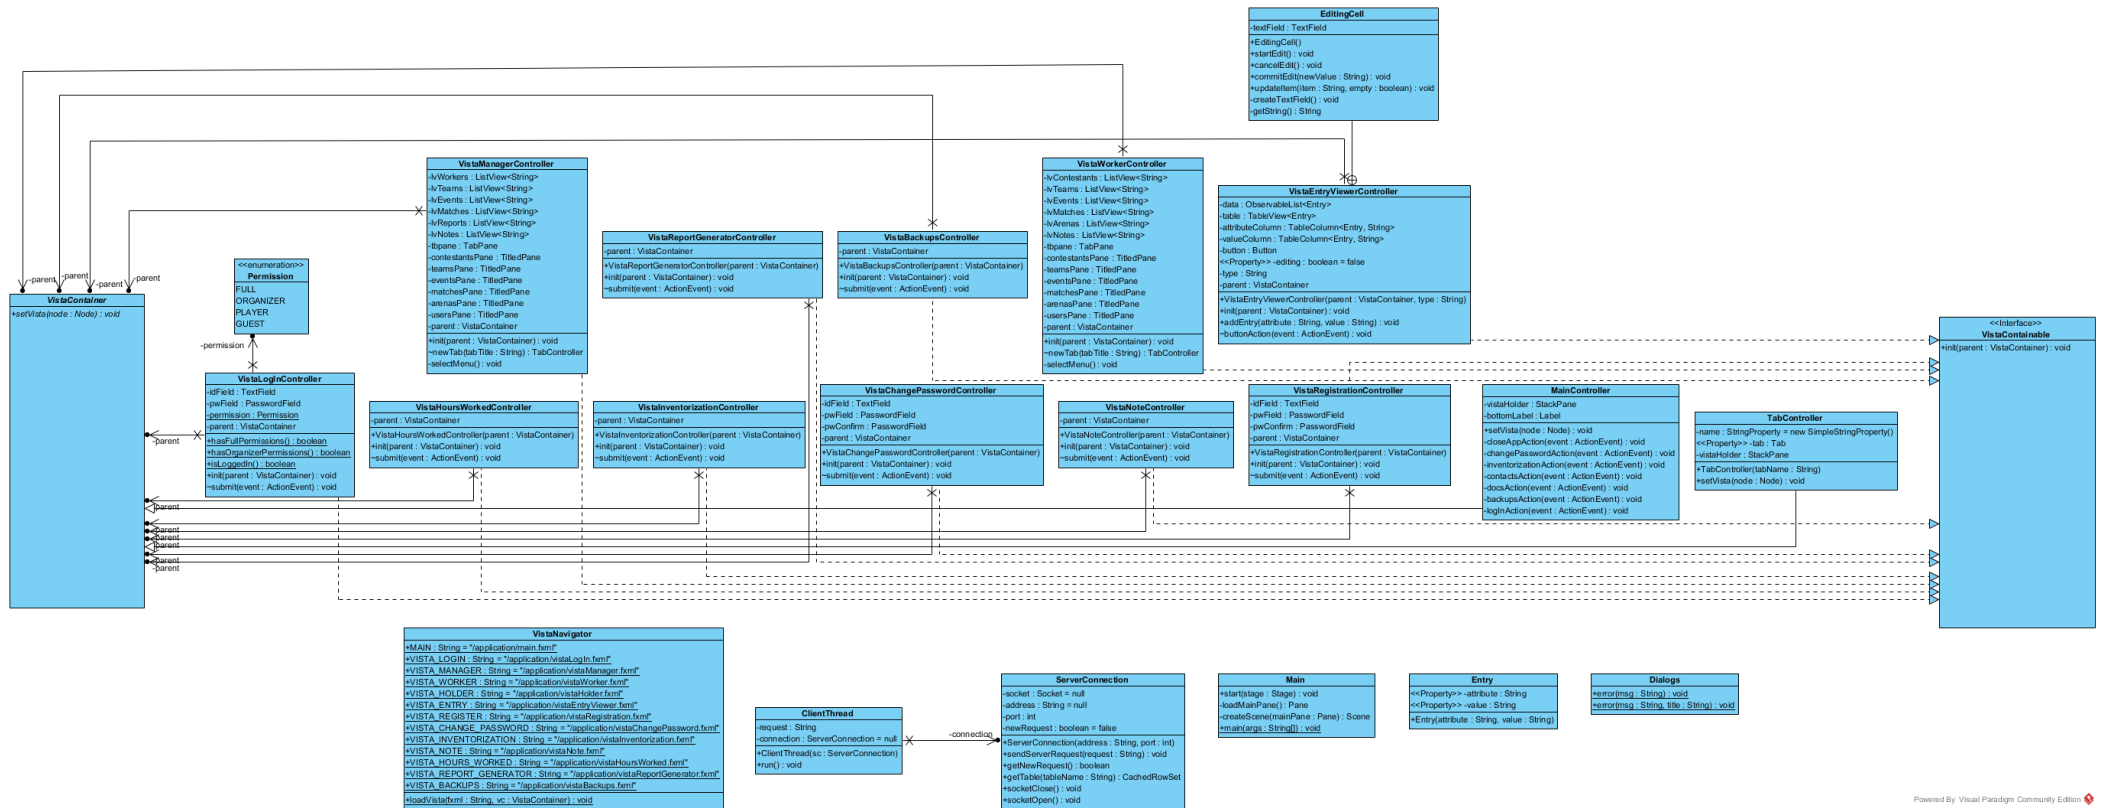 EditingCell
-textField : TextField
+EditingCell()
+startEdit() : void
+cancelEdit() : void
+commitEdit(newValue : String) : void
+updateItem(item : String, empty : boolean) : void
-createTextField() : void
-getString() : String
VistaManagerController
-lvWorkers : ListView<String>
-lvTeams : ListView<String>
-lvEvents : ListView<String>
-lvMatches : ListView<String>
-lvReports : ListView<String>
-lvNotes : ListView<String>
-tbpane : TabPane
-contestantsPane : TitledPane
-teamsPane : TitledPane
-eventsPane : TitledPane
-matchesPane : TitledPane
-arenasPane : TitledPane
-usersPane : TitledPane
-parent : VistaContainer
+init(parent : VistaContainer) : void
~newTab(tabTitle : String) : TabController
-selectMenu() : void
VistaReportGeneratorController
-parent : VistaContainer
+VistaReportGeneratorController(parent : VistaContainer)
+init(parent : VistaContainer) : void
~submit(event : ActionEvent) : void
VistaBackupsController
-parent : VistaContainer
+VistaBackupsController(parent : VistaContainer)
+init(parent : VistaContainer) : void
~submit(event : ActionEvent) : void
VistaWorkerController
-lvContestants : ListView<String>
-lvTeams : ListView<String>
-lvEvents : ListView<String>
-lvMatches : ListView<String>
-lvArenas : ListView<String>
-lvNotes : ListView<String>
-tbpane : TabPane
-contestantsPane : TitledPane
-teamsPane : TitledPane
-eventsPane : TitledPane
-matchesPane : TitledPane
-arenasPane : TitledPane
-usersPane : TitledPane
-parent : VistaContainer
+init(parent : VistaContainer) : void
~newTab(tabTitle : String) : TabController
-selectMenu() : void
VistaEntryViewerController
-data : ObservableList<Entry>
-table : TableView<Entry>
-attributeColumn : TableColumn<Entry, String>
-valueColumn : TableColumn<Entry, String>
-button : Button
<<Property>> -editing : boolean = false
-type : String
-parent : VistaContainer
+VistaEntryViewerController(parent : VistaContainer, type : String)
+init(parent : VistaContainer) : void
+addEntry(attribute : String, value : String) : void
~buttonAction(event : ActionEvent) : void
-parent
-parent
-parent
-parent
VistaContainer
+setVista(node : Node) : void
<<enumeration>>
Permission
FULL
ORGANIZER
PLAYER
GUEST
-permission
<<Interface>>
VistaContainable
+init(parent : VistaContainer) : void
VistaLogInController
-idField : TextField
-pwField : PasswordField
-permission : Permission
-parent : VistaContainer
+hasFullPermissions() : boolean
+hasOrganizerPermissions() : boolean
+isLoggedIn() : boolean
+init(parent : VistaContainer) : void
~submit(event : ActionEvent) : void
VistaHoursWorkedController
-parent : VistaContainer
+VistaHoursWorkedController(parent : VistaContainer)
+init(parent : VistaContainer) : void
~submit(event : ActionEvent) : void
VistaInventorizationController
-parent : VistaContainer
+VistaInventorizationController(parent : VistaContainer)
+init(parent : VistaContainer) : void
~submit(event : ActionEvent) : void
VistaChangePasswordController
-idField : TextField
-pwField : PasswordField
-pwConfirm : PasswordField
-parent : VistaContainer
+VistaChangePasswordController(parent : VistaContainer)
+init(parent : VistaContainer) : void
~submit(event : ActionEvent) : void
VistaNoteController
-parent : VistaContainer
+VistaNoteController(parent : VistaContainer)
+init(parent : VistaContainer) : void
~submit(event : ActionEvent) : void
VistaRegistrationController
-idField : TextField
-pwField : PasswordField
-pwConfirm : PasswordField
-parent : VistaContainer
+VistaRegistrationController(parent : VistaContainer)
+init(parent : VistaContainer) : void
~submit(event : ActionEvent) : void
MainController
-vistaHolder : StackPane
-bottomLabel : Label
+setVista(node : Node) : void
-closeAppAction(event : ActionEvent) : void
-changePasswordAction(event : ActionEvent) : void
-inventorizationAction(event : ActionEvent) : void
-contactsAction(event : ActionEvent) : void
-docsAction(event : ActionEvent) : void
-backupsAction(event : ActionEvent) : void
-logInAction(event : ActionEvent) : void
TabController
-name : StringProperty = new SimpleStringProperty()
<<Property>> -tab : Tab
-vistaHolder : StackPane
+TabController(tabName : String)
+setVista(node : Node) : void
-parent
-parent
-parent
-parent
-parent
-parent
-parent
VistaNavigator
+MAIN : String = "/application/main.fxml"
+VISTA_LOGIN : String = "/application/vistaLogIn.fxml"
+VISTA_MANAGER : String = "/application/vistaManager.fxml"
+VISTA_WORKER : String = "/application/vistaWorker.fxml"
+VISTA_HOLDER : String = "/application/vistaHolder.fxml"
+VISTA_ENTRY : String = "/application/vistaEntryViewer.fxml"
+VISTA_REGISTER : String = "/application/vistaRegistration.fxml"
+VISTA_CHANGE_PASSWORD : String = "/application/vistaChangePassword.fxml"
+VISTA_INVENTORIZATION : String = "/application/vistaInventorization.fxml"
+VISTA_NOTE : String = "/application/vistaNote.fxml"
+VISTA_HOURS_WORKED : String = "/application/vistaHoursWorked.fxml"
+VISTA_REPORT_GENERATOR : String = "/application/vistaReportGenerator.fxml"
+VISTA_BACKUPS : String = "/application/vistaBackups.fxml"
+loadVista(fxml : String, vc : VistaContainer) : void
ClientThread
-request : String
-connection : ServerConnection = null
+ClientThread(sc : ServerConnection)
+run() : void
-connection
ServerConnection
-socket : Socket = null
-address : String = null
-port : int
-newRequest : boolean = false
+ServerConnection(address : String, port : int)
+sendServerRequest(request : String) : void
+getNewRequest() : boolean
+getTable(tableName : String) : CachedRowSet
+socketClose() : void
+socketOpen() : void
Main
+start(stage : Stage) : void
-loadMainPane() : Pane
-createScene(mainPane : Pane) : Scene
+main(args : String[]) : void
Entry
<<Property>> -attribute : String
<<Property>> -value : String
+Entry(attribute : String, value : String)
Dialogs
+error(msg : String) : void
+error(msg : String, title : String) : void
Powered By Visual Paradigm Community Edition